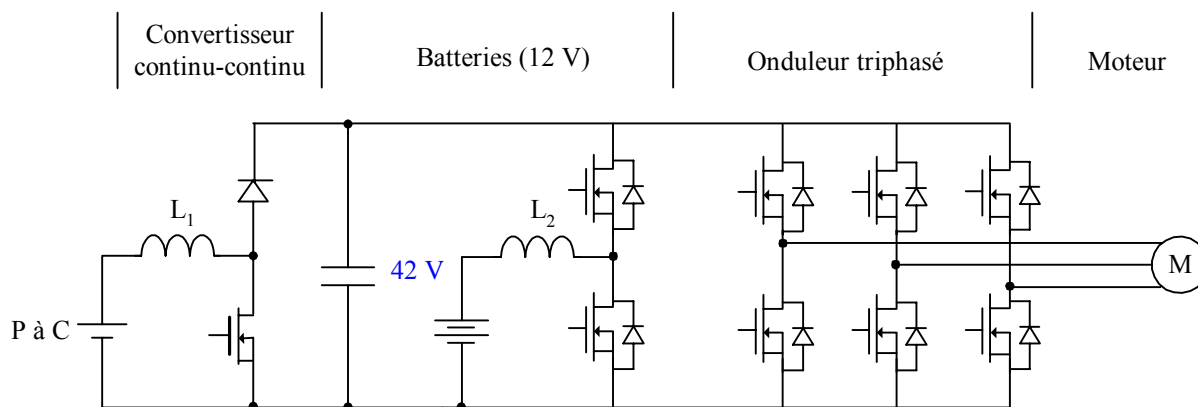 Convertisseur
continu-continu
Batteries (12 V)
Onduleur triphasé
Moteur
L1
L2
42 V
M
P à C